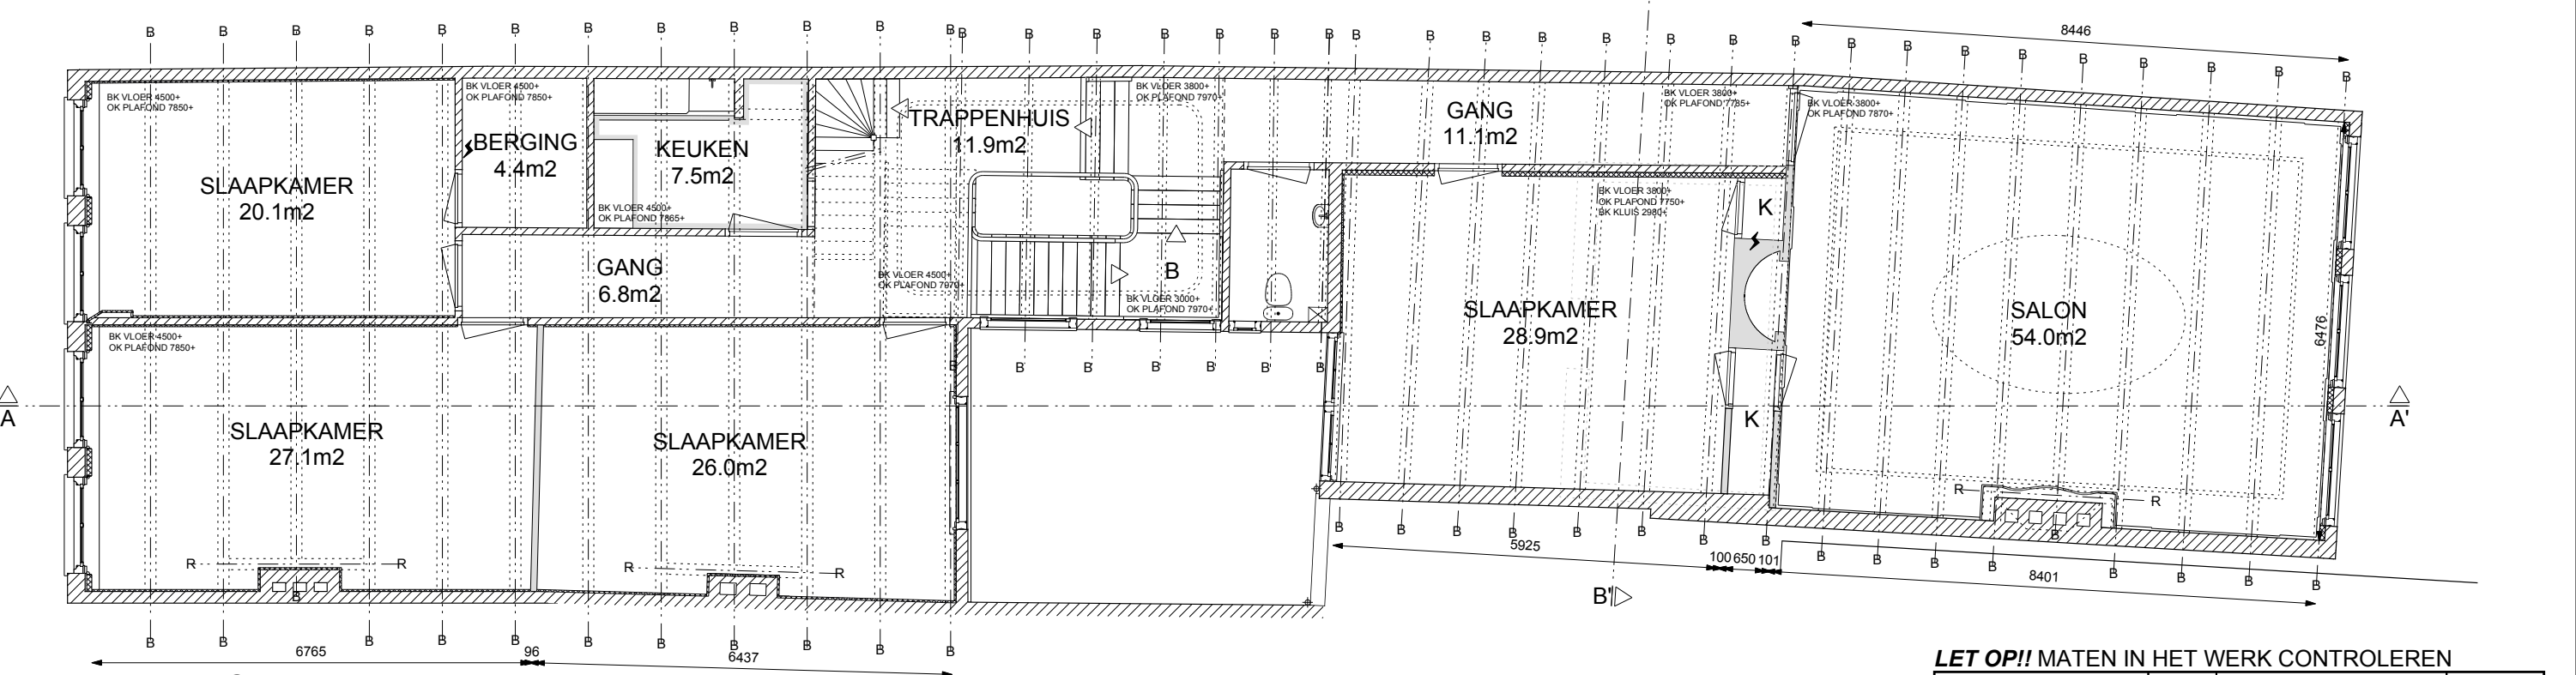 B B B B B B B B B B B B B B B B B B B B B B B B B B B B B B B B B B B B
8446
BK VLOER 4500+
OK PLAFOND 7850+
SLAAPKAMER
20.1m2
BK VLOER 4500+
OK PLAFOND 7850+
BERGING
4.4m2
KEUKEN
7.5m2
BK VLOER 4500+
OK PLAFOND 7865+
TRAPPENHUIS
11.9m2
BK VLOER 3800+
OK PLAFOND 7970+
GANG
11.1m2
BK VLOER 3800+
OK PLAFOND 7785+
BK VLOER 3800+
OK PLAFOND 7870+
GANG
6.8m2
BK VLOER 4500+
OK PLAFOND 7970+
B
BK VLOER 3000+
OK PLAFOND 7970+
BK VLOER 3800+
OK PLAFOND 7750+
BK KLUIS 2980+
K
SLAAPKAMER
28.9m2
SALON
54.0m2
6476
BK VLOER 4500+
OK PLAFOND 7850+
B B B B B B B
A
A'
SLAAPKAMER
27.1m2
SLAAPKAMER
26.0m2
K
R R
R R
R R
B
B
B B B B B B B B B B B B B B B B
5925
100
650
101
8401
B'
B B B B B B B B B B B
6765
96
6437
LET OP!! MATEN IN HET WERK CONTROLEREN